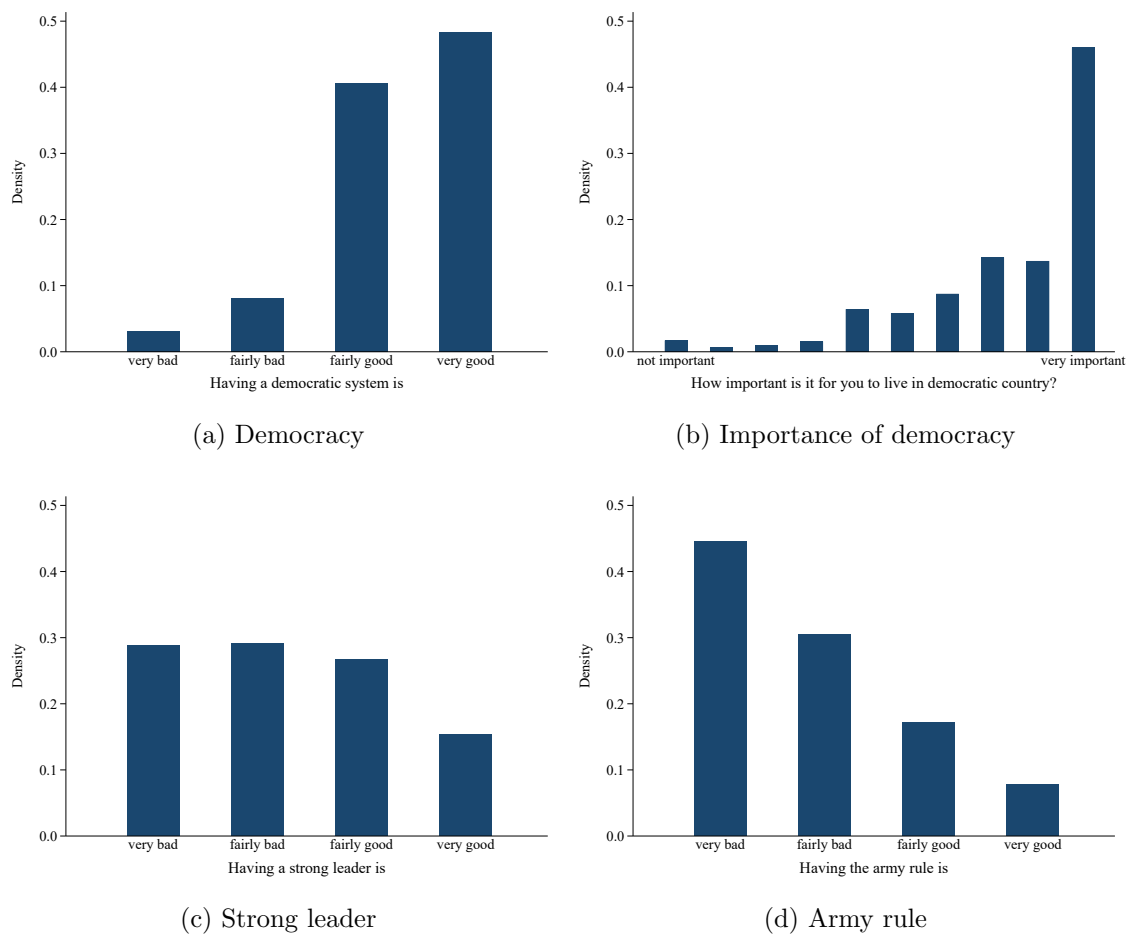 0.5
0.4
0.3
0.2
0.1
0.0
Density
very bad fairly bad fairly good very good
Having a democratic system is
(a) Democracy
0.5
0.4
0.3
0.2
0.1
0.0
Density
not important very important
How important is it for you to live in democratic country?
(b) Importance of democracy
0.5
0.4
0.3
0.2
0.1
0.0
Density
very bad fairly bad fairly good very good
Having a strong leader is
(c) Strong leader
0.5
0.4
0.3
0.2
0.1
0.0
Density
very bad fairly bad fairly good very good
Having the army rule is
(d) Army rule